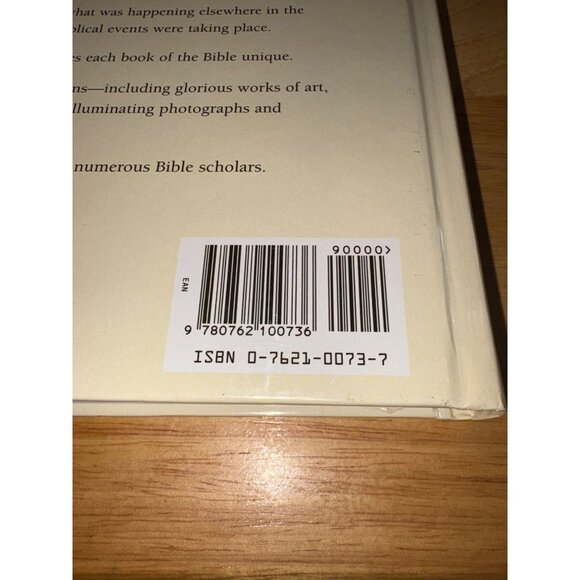 what was happening elsewhere in the
blical events were taking place.
es each book of the Bible unique.
ns—including glorious works of art,
illuminating photographs and
numerous Bible scholars.
90000>
EAN
9 780762 100736
ISBN 0-7621-0073-7